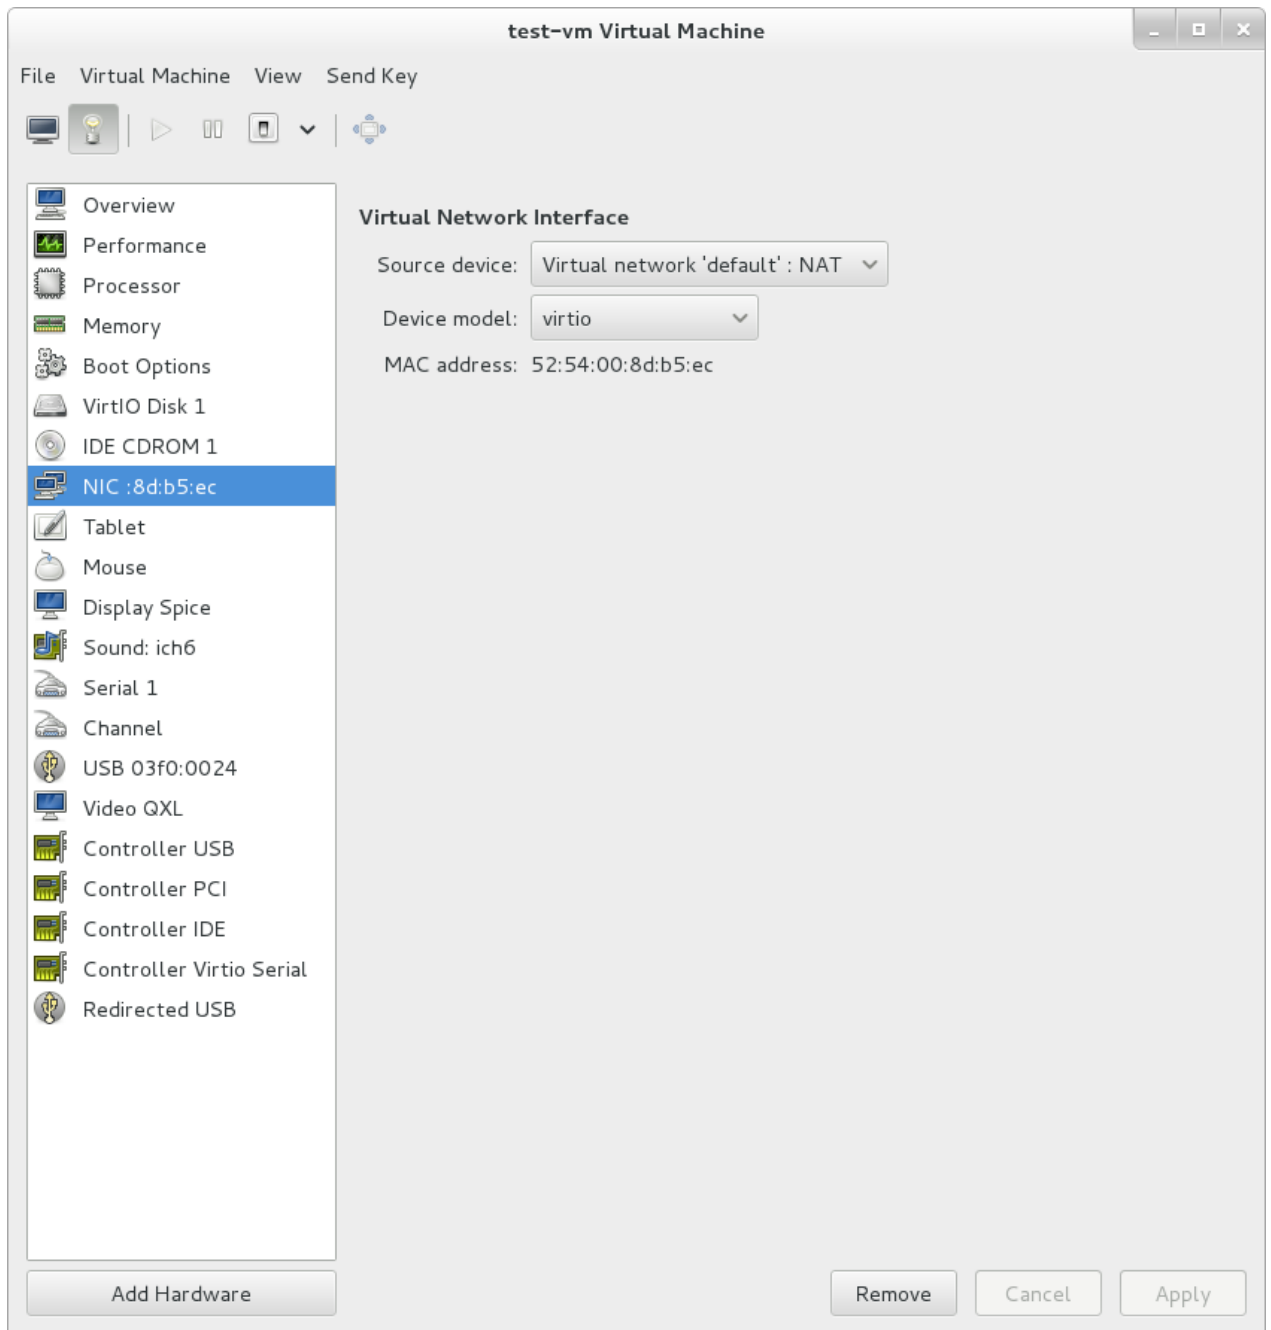 test-vm Virtual Machine
File Virtual Machine View Send Key
Overview
Performance
Processor
Memory
Boot Options
VirtIO Disk 1
IDE CDROM 1
NIC :8d:b5:ec
Tablet
Mouse
Display Spice
Sound: ich6
Serial 1
Channel
USB 03f0:0024
Video QXL
Controller USB
Controller PCI
Controller IDE
Controller Virtio Serial
Redirected USB
Virtual Network Interface
Source device: Virtual network 'default' : NAT
Device model: virtio
MAC address: 52:54:00:8d:b5:ec
Add Hardware
Remove Cancel Apply